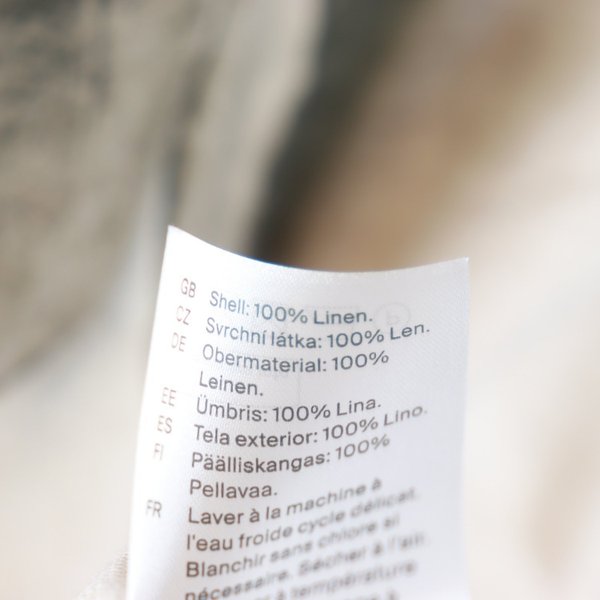 GB Shell: 100% Linen.
CZ Svrchní látka: 100% Len.
DE Obermaterial: 100%
Leinen.
EE Ümbris: 100% Lina.
ES Tela exterior: 100% Lino.
FI Päälliskangas: 100%
Pellavaa.
FR Laver à la machine à
l'eau froide cycle délicat.
Blanchir sans chlore si
nécessaire. Sécher à l'air.
à température